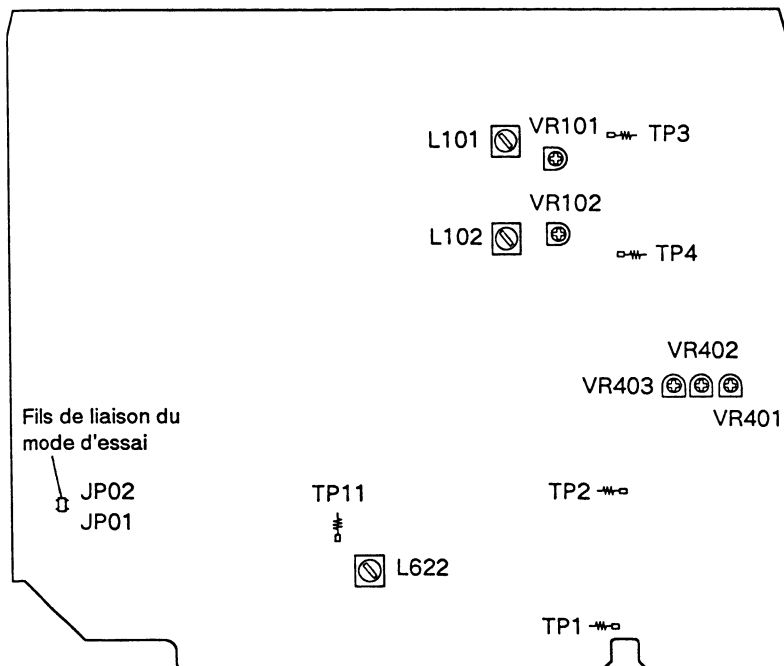 L101
VR101
TP3
VR102
L102
TP4
VR402
VR403
VR401
Fils de liaison du
mode d'essai
JP02
JP01
TP11
TP2
L622
TP1